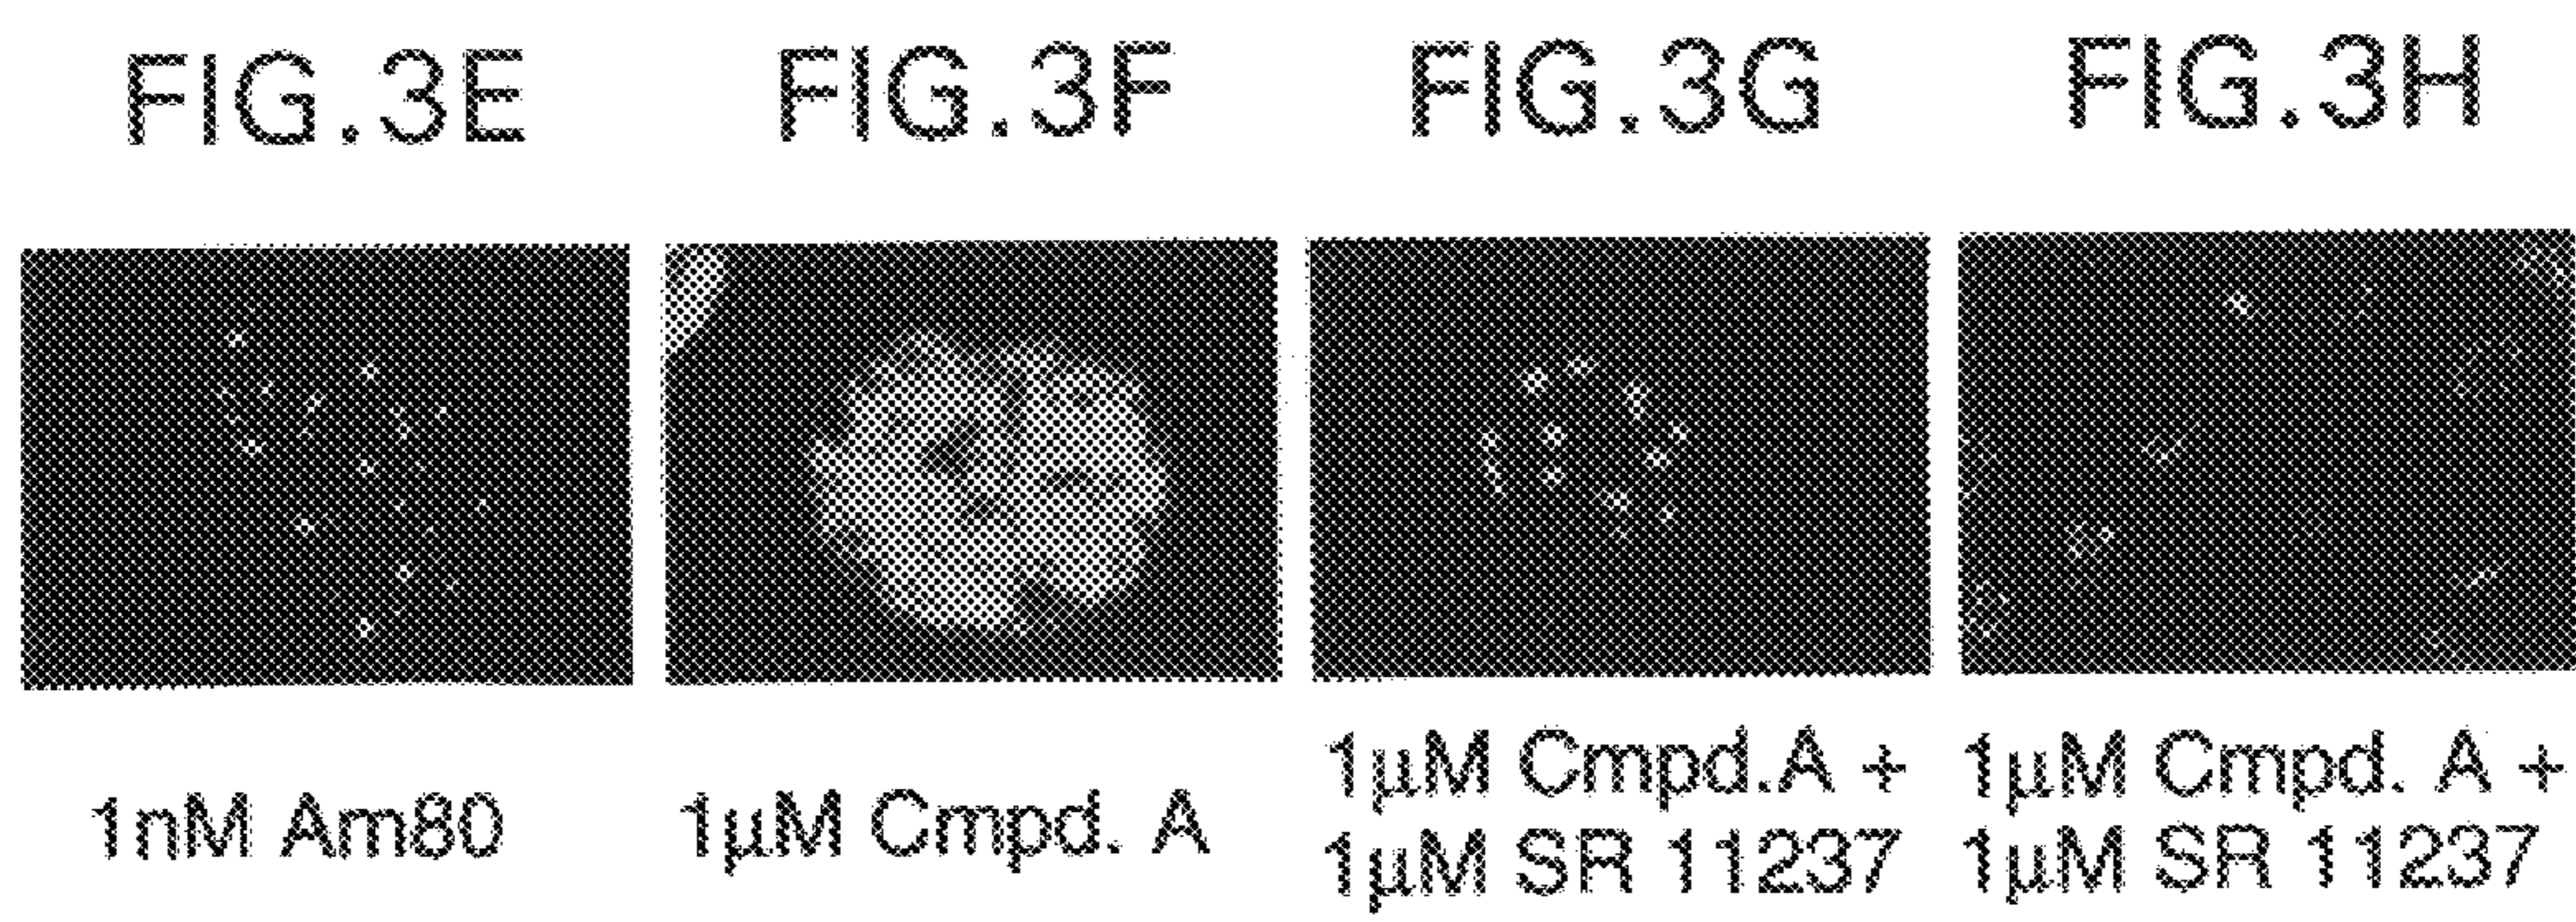 FIG.3E FIG.3F FIG.3G FIG.3H
1nM Am80
1µM Cmpd. A
1µM Cmpd.A +
1µM SR 11237
1µM Cmpd. A +
1µM SR 11237